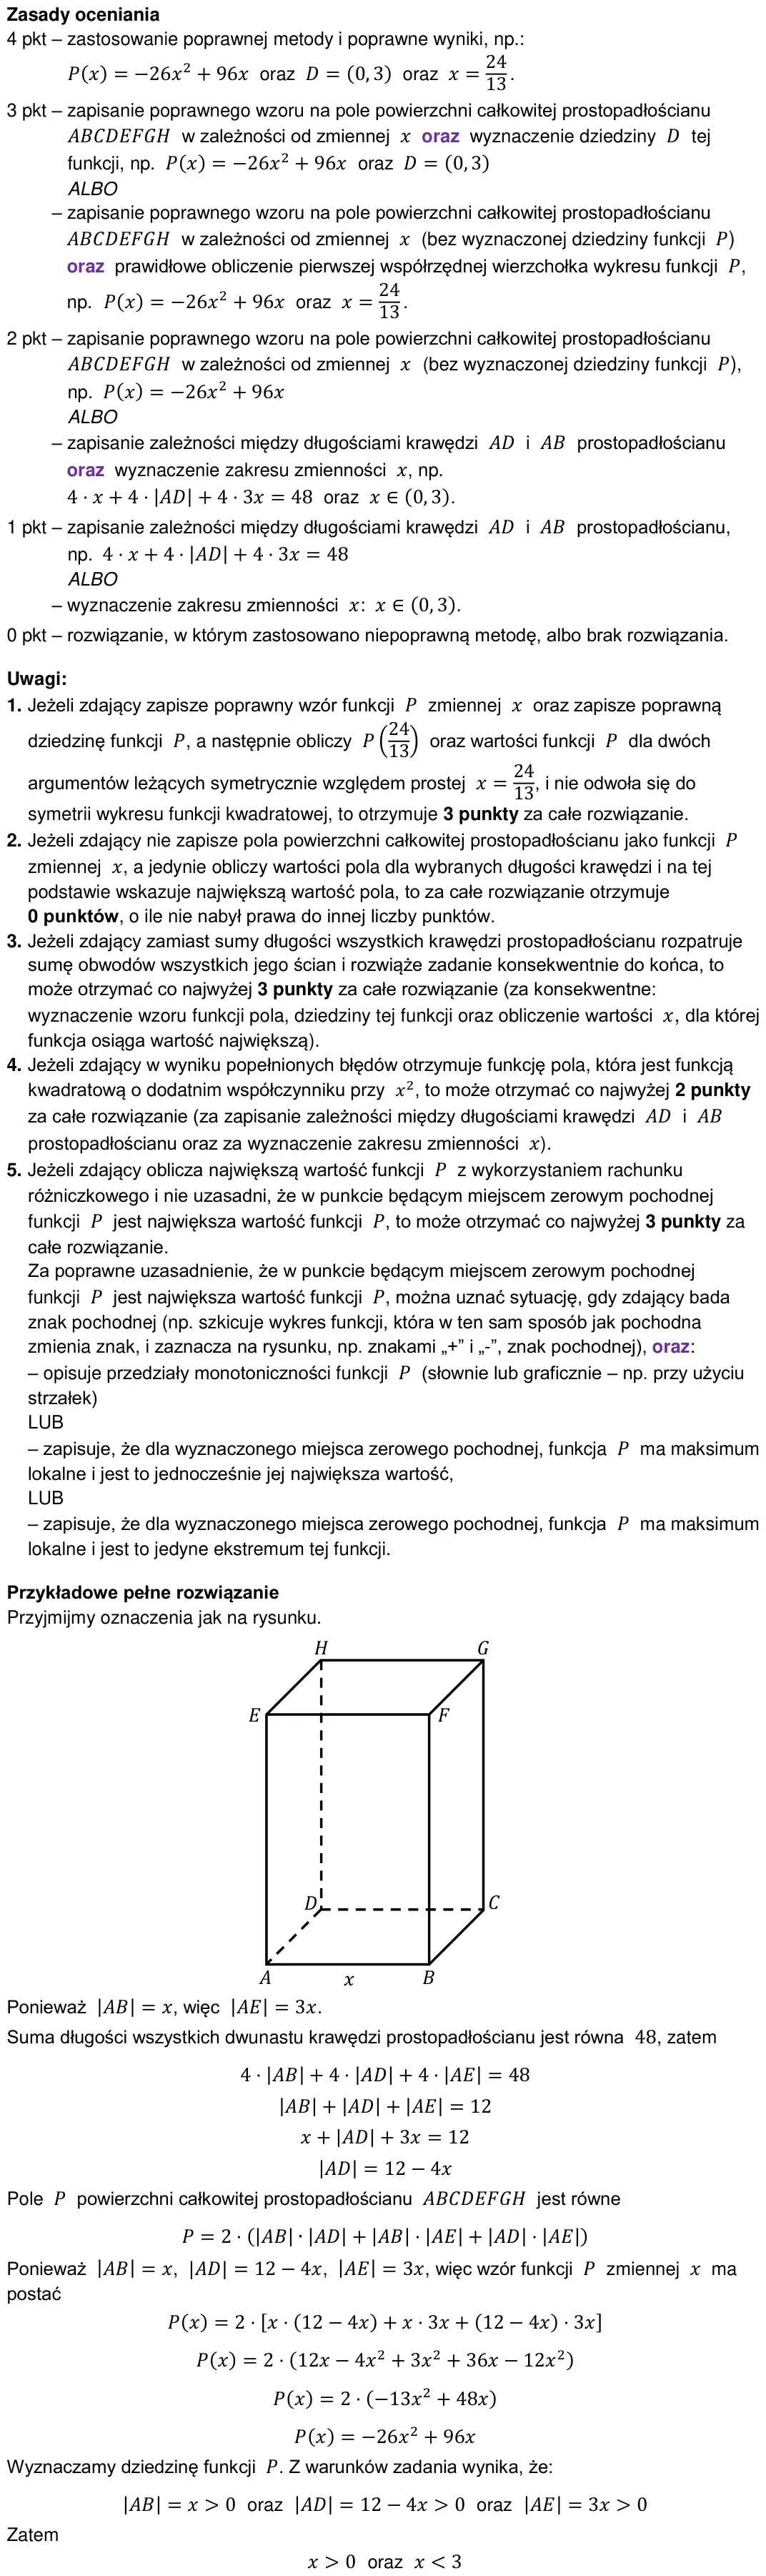 Zasady oceniania
4 pkt – zastosowanie poprawnej metody i poprawne wyniki, np.:
P(x) = −26x² + 96x oraz D = (0, 3) oraz x = 24/13.
3 pkt – zapisanie poprawnego wzoru na pole powierzchni całkowitej prostopadłościanu
ABCDEFGH w zależności od zmiennej x oraz wyznaczenie dziedziny D tej
funkcji, np. P(x) = −26x² + 96x oraz D = (0, 3)
ALBO
– zapisanie poprawnego wzoru na pole powierzchni całkowitej prostopadłościanu
ABCDEFGH w zależności od zmiennej x (bez wyznaczonej dziedziny funkcji P)
oraz prawidłowe obliczenie pierwszej współrzędnej wierzchołka wykresu funkcji P,
np. P(x) = −26x² + 96x oraz x = 24/13.
2 pkt – zapisanie poprawnego wzoru na pole powierzchni całkowitej prostopadłościanu
ABCDEFGH w zależności od zmiennej x (bez wyznaczonej dziedziny funkcji P),
np. P(x) = −26x² + 96x
ALBO
– zapisanie zależności między długościami krawędzi AD i AB prostopadłościanu
oraz wyznaczenie zakresu zmienności x, np.
4 · x + 4 · |AD| + 4 · 3x = 48 oraz x ∈ (0, 3).
1 pkt – zapisanie zależności między długościami krawędzi AD i AB prostopadłościanu,
np. 4 · x + 4 · |AD| + 4 · 3x = 48
ALBO
– wyznaczenie zakresu zmienności x: x ∈ (0, 3).
0 pkt – rozwiązanie, w którym zastosowano niepoprawną metodę, albo brak rozwiązania.
Uwagi:
1. Jeżeli zdający zapisze poprawny wzór funkcji P zmiennej x oraz zapisze poprawną
dziedzinę funkcji P, a następnie obliczy P(24/13) oraz wartości funkcji P dla dwóch
argumentów leżących symetrycznie względem prostej x = 24/13, i nie odwoła się do
symetrii wykresu funkcji kwadratowej, to otrzymuje 3 punkty za całe rozwiązanie.
2. Jeżeli zdający nie zapisze pola powierzchni całkowitej prostopadłościanu jako funkcji P
zmiennej x, a jedynie obliczy wartości pola dla wybranych długości krawędzi i na tej
podstawie wskazuje największą wartość pola, to za całe rozwiązanie otrzymuje
0 punktów, o ile nie nabył prawa do innej liczby punktów.
3. Jeżeli zdający zamiast sumy długości wszystkich krawędzi prostopadłościanu rozpatruje
sumę obwodów wszystkich jego ścian i rozwiąże zadanie konsekwentnie do końca, to
może otrzymać co najwyżej 3 punkty za całe rozwiązanie (za konsekwentne:
wyznaczenie wzoru funkcji pola, dziedziny tej funkcji oraz obliczenie wartości x, dla której
funkcja osiąga wartość największą).
4. Jeżeli zdający w wyniku popełnionych błędów otrzymuje funkcję pola, która jest funkcją
kwadratową o dodatnim współczynniku przy x², to może otrzymać co najwyżej 2 punkty
za całe rozwiązanie (za zapisanie zależności między długościami krawędzi AD i AB
prostopadłościanu oraz za wyznaczenie zakresu zmienności x).
5. Jeżeli zdający oblicza największą wartość funkcji P z wykorzystaniem rachunku
różniczkowego i nie uzasadni, że w punkcie będącym miejscem zerowym pochodnej
funkcji P jest największa wartość funkcji P, to może otrzymać co najwyżej 3 punkty za
całe rozwiązanie.
Za poprawne uzasadnienie, że w punkcie będącym miejscem zerowym pochodnej
funkcji P jest największa wartość funkcji P, można uznać sytuację, gdy zdający bada
znak pochodnej (np. szkicuje wykres funkcji, która w ten sam sposób jak pochodna
zmienia znak, i zaznacza na rysunku, np. znakami „+” i „-”, znak pochodnej), oraz:
– opisuje przedziały monotoniczności funkcji P (słownie lub graficznie – np. przy użyciu
strzałek)
LUB
– zapisuje, że dla wyznaczonego miejsca zerowego pochodnej, funkcja P ma maksimum
lokalne i jest to jednocześnie jej największa wartość,
LUB
– zapisuje, że dla wyznaczonego miejsca zerowego pochodnej, funkcja P ma maksimum
lokalne i jest to jedyne ekstremum tej funkcji.
Przykładowe pełne rozwiązanie
Przyjmijmy oznaczenia jak na rysunku.
H G
E F
D C
A x B
Ponieważ |AB| = x, więc |AE| = 3x.
Suma długości wszystkich dwunastu krawędzi prostopadłościanu jest równa 48, zatem
4 · |AB| + 4 · |AD| + 4 · |AE| = 48
|AB| + |AD| + |AE| = 12
x + |AD| + 3x = 12
|AD| = 12 − 4x
Pole P powierzchni całkowitej prostopadłościanu ABCDEFGH jest równe
P = 2 · (|AB| · |AD| + |AB| · |AE| + |AD| · |AE|)
Ponieważ |AB| = x, |AD| = 12 − 4x, |AE| = 3x, więc wzór funkcji P zmiennej x ma
postać
P(x) = 2 · [x · (12 − 4x) + x · 3x + (12 − 4x) · 3x]
P(x) = 2 · (12x − 4x² + 3x² + 36x − 12x²)
P(x) = 2 · (−13x² + 48x)
P(x) = −26x² + 96x
Wyznaczamy dziedzinę funkcji P. Z warunków zadania wynika, że:
|AB| = x > 0 oraz |AD| = 12 − 4x > 0 oraz |AE| = 3x > 0
Zatem
x > 0 oraz x < 3